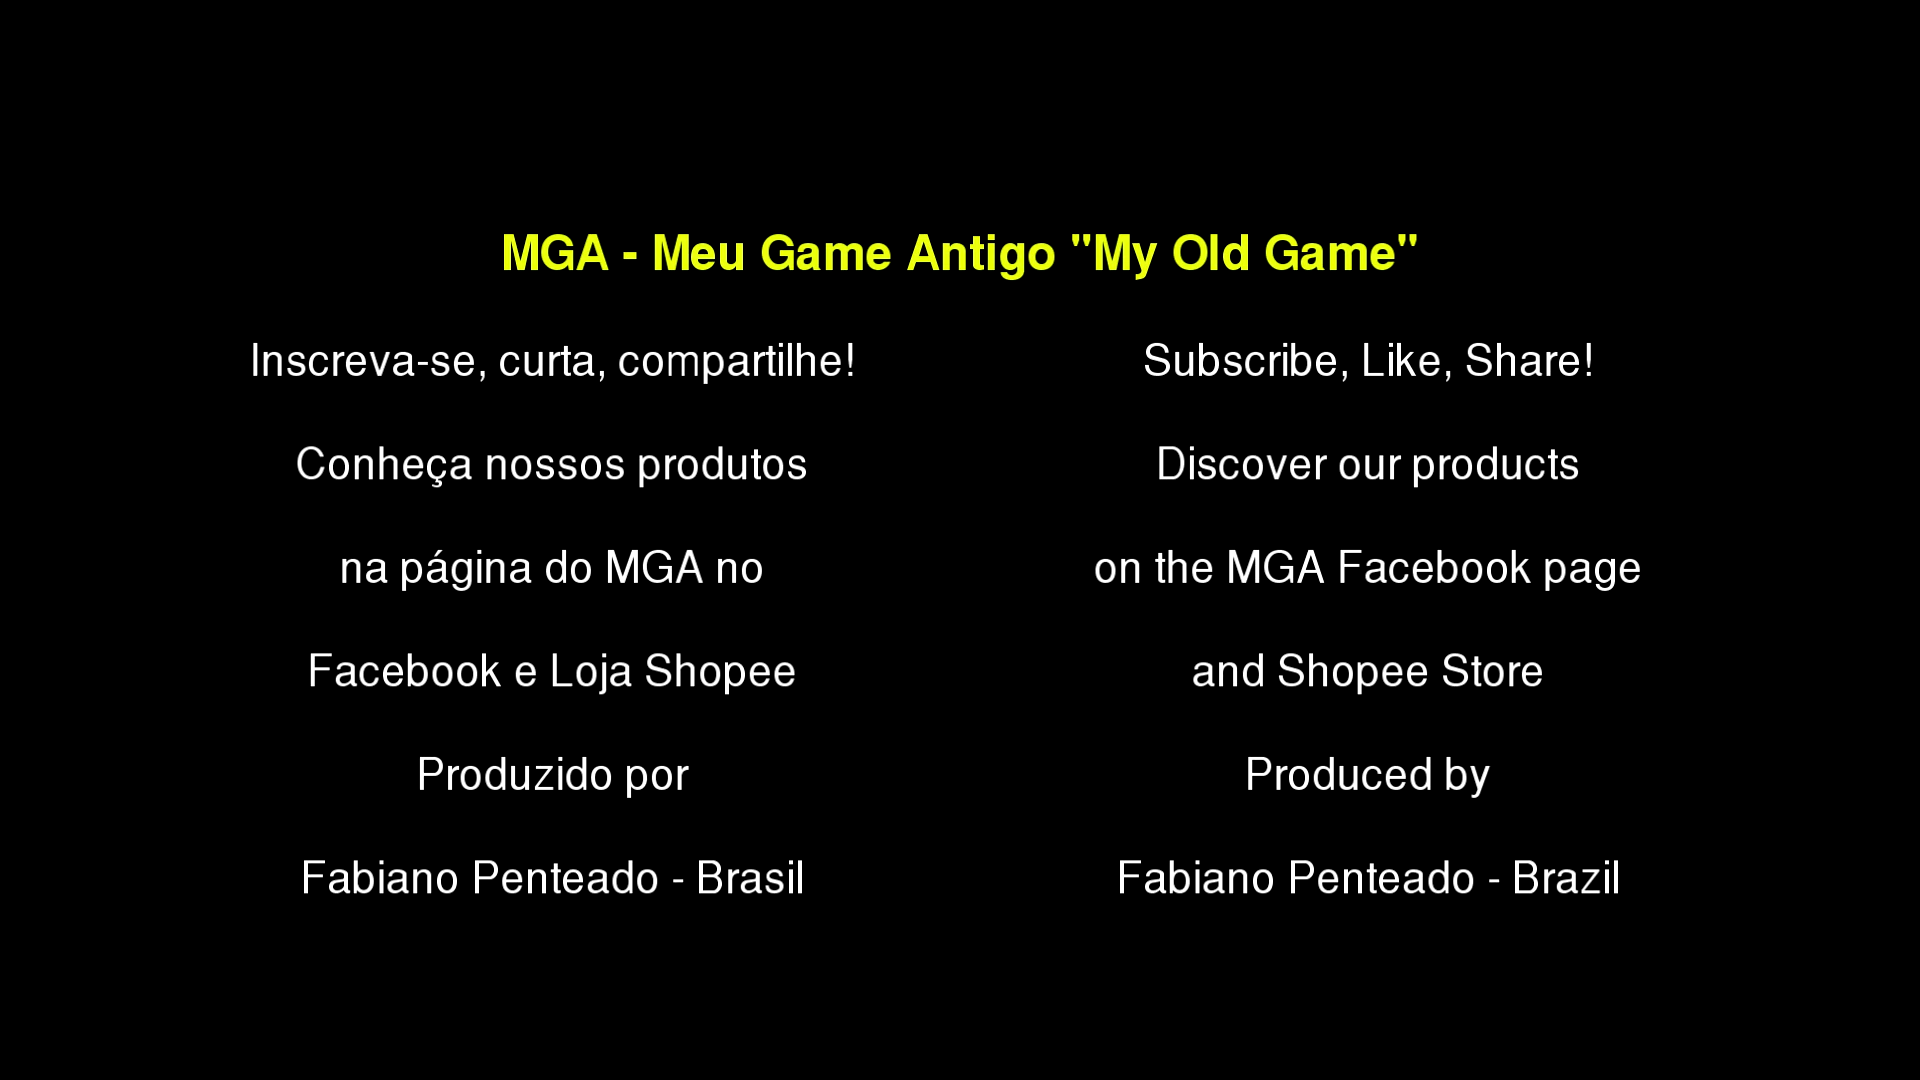 MGA - Meu Game Antigo "My Old Game"
Inscreva-se, curta, compartilhe!
Conheça nossos produtos
na página do MGA no
Facebook e Loja Shopee
Produzido por
Fabiano Penteado - Brasil
Subscribe, Like, Share!
Discover our products
on the MGA Facebook page
and Shopee Store
Produced by
Fabiano Penteado - Brazil